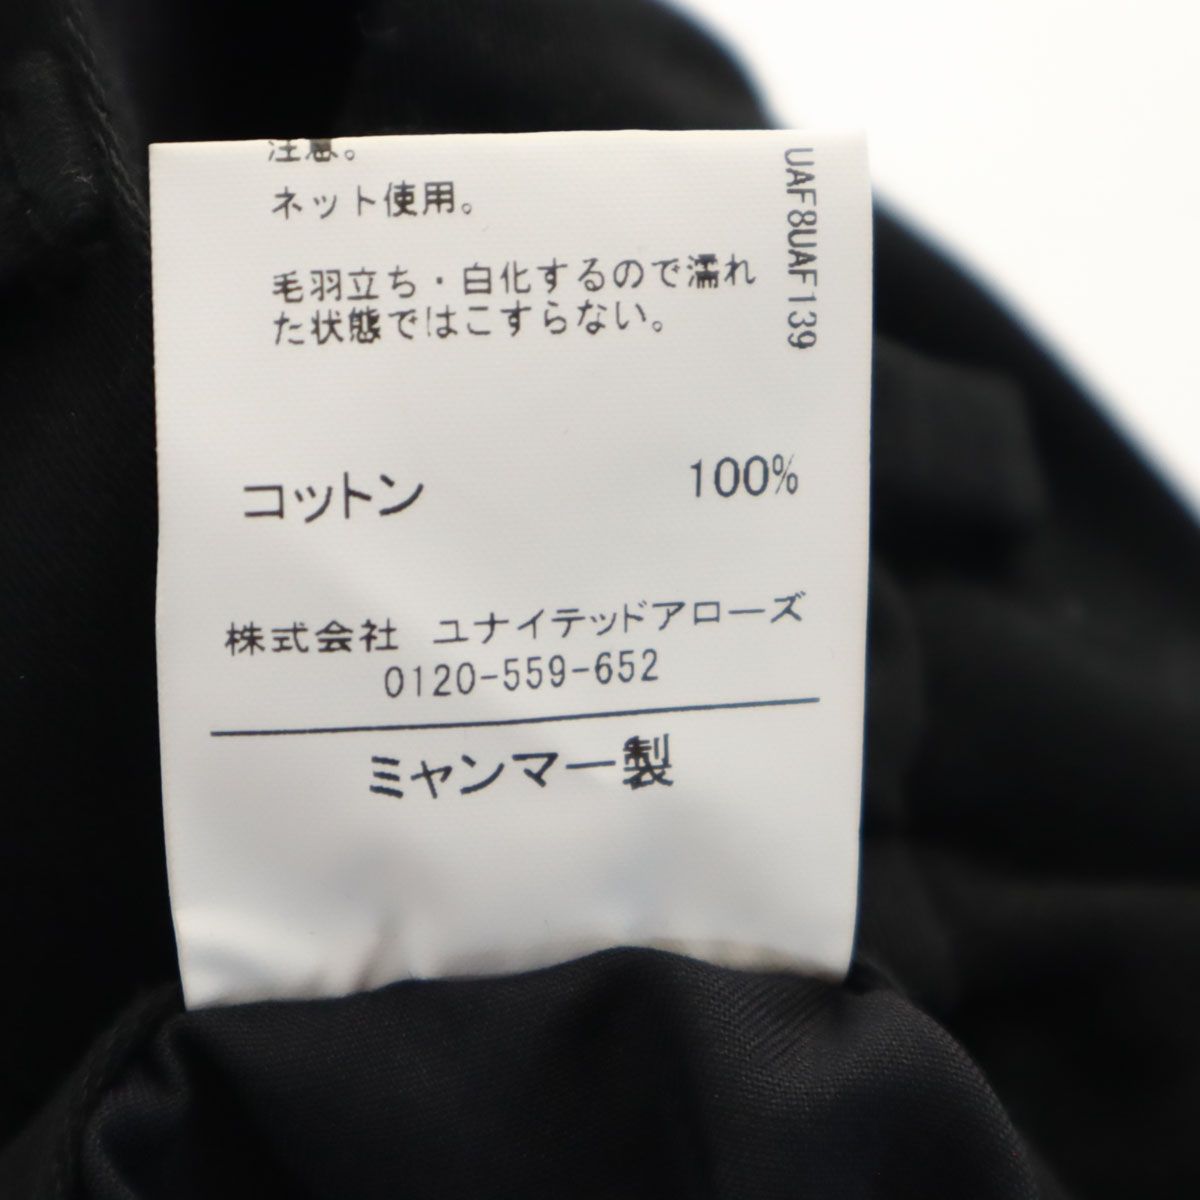 注意。
ネット使用。
毛羽立ち・白化するので濡れ
た状態ではこすらない。
コットン 100%
株式会社 ユナイテッドアローズ
0120-559-652
ミャンマー製
UAF8UAF139